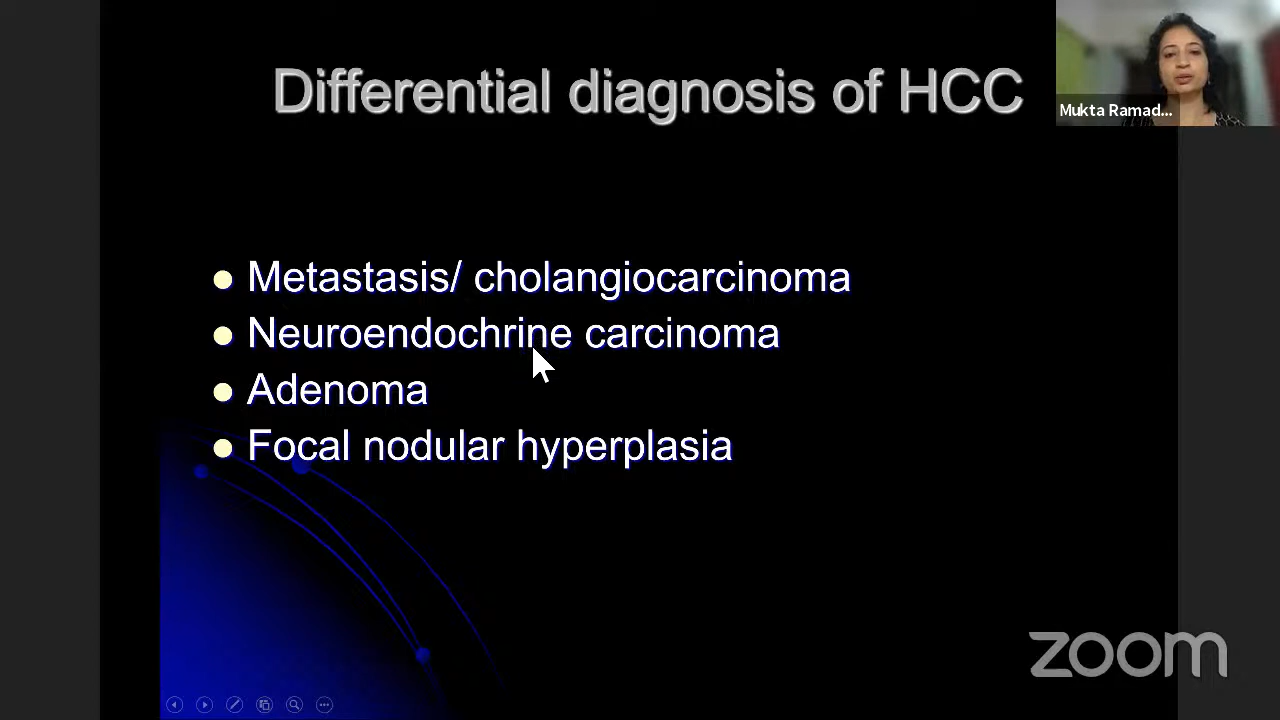 Differential diagnosis of HCC
Mukta Ramad...
Metastasis/ cholangiocarcinoma
Neuroendochrine carcinoma
Adenoma
Focal nodular hyperplasia
zoom